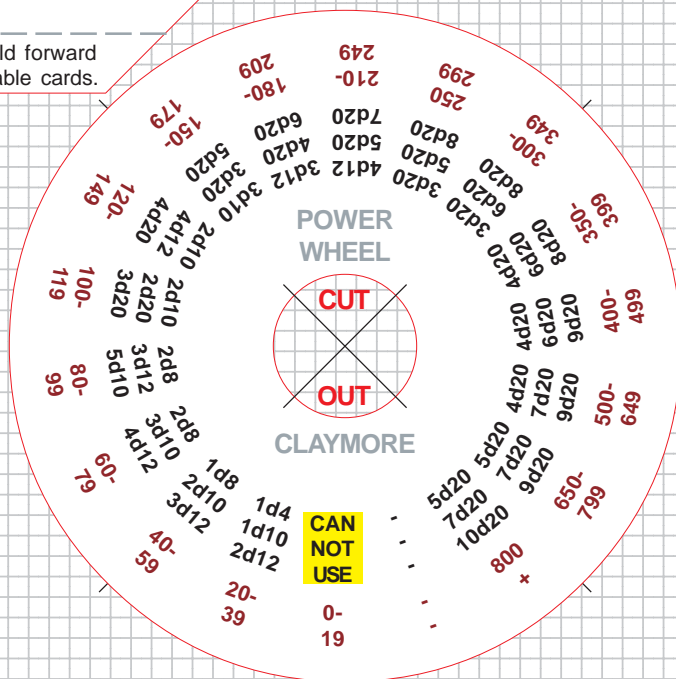 ld forward
able cards.
POWER
WHEEL
CUT
OUT
CLAYMORE
CAN
NOT
USE
0-
19
1d4
1d10
2d12
20-
39
1d8
2d10
3d12
40-
59
2d8
3d10
4d12
60-
79
2d8
3d12
5d10
80-
99
2d10
2d20
3d20
100-
119
2d10
4d12
4d20
120-
149
3d10
3d20
5d20
150-
179
3d12
4d20
6d20
180-
209
4d12
5d20
7d20
210-
249
3d20
5d20
8d20
250
299
3d20
6d20
8d20
300-
349
4d20
6d20
8d20
350-
399
4d20
6d20
9d20
400-
499
4d20
7d20
9d20
500-
649
5d20
7d20
9d20
650-
799
5d20
7d20
10d20
800
+
-
-
-
-
-